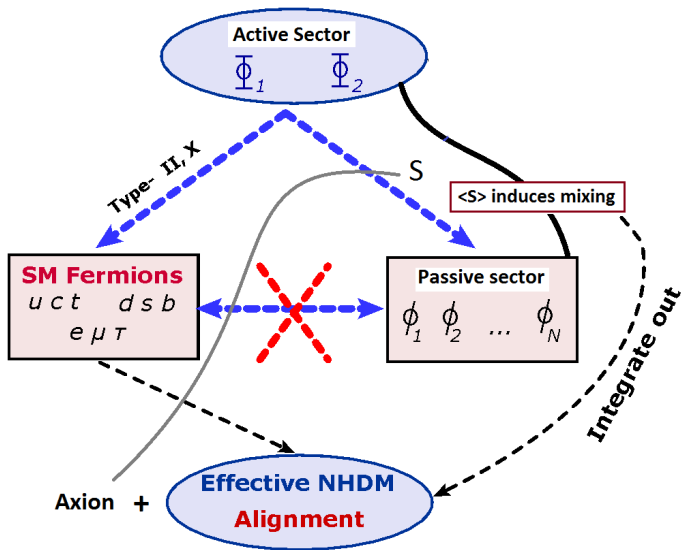 Active Sector
Φ₁ Φ₂
Type- II, X
S
<S> induces mixing
SM Fermions
u c t d s b
e μ τ
Passive sector
ϕ₁ ϕ₂ ... ϕ_N
Integrate out
Effective NHDM
Alignment
Axion +